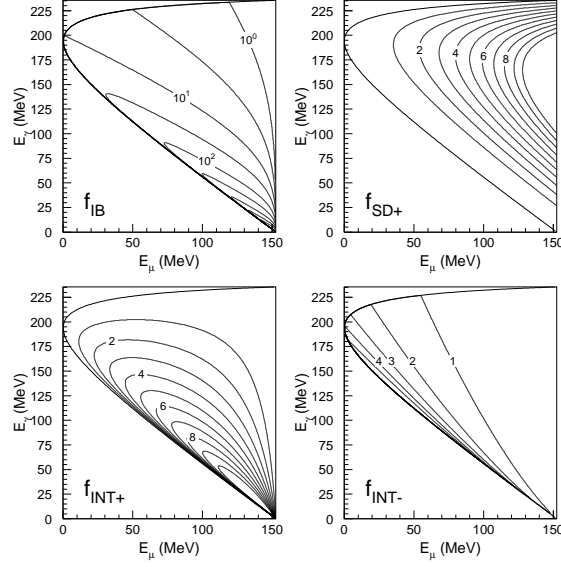 E_γ (MeV)
225
200
175
150
125
100
75
50
25
0
10^0
10^1
10^2
f_IB
0 50 100 150
E_μ (MeV)
E_γ (MeV)
225
200
175
150
125
100
75
50
25
0
2 4 6 8
f_SD+
0 50 100 150
E_μ (MeV)
E_γ (MeV)
225
200
175
150
125
100
75
50
25
0
2
4
6
8
f_INT+
0 50 100 150
E_μ (MeV)
E_γ (MeV)
225
200
175
150
125
100
75
50
25
0
4 3 2 1
f_INT-
0 50 100 150
E_μ (MeV)